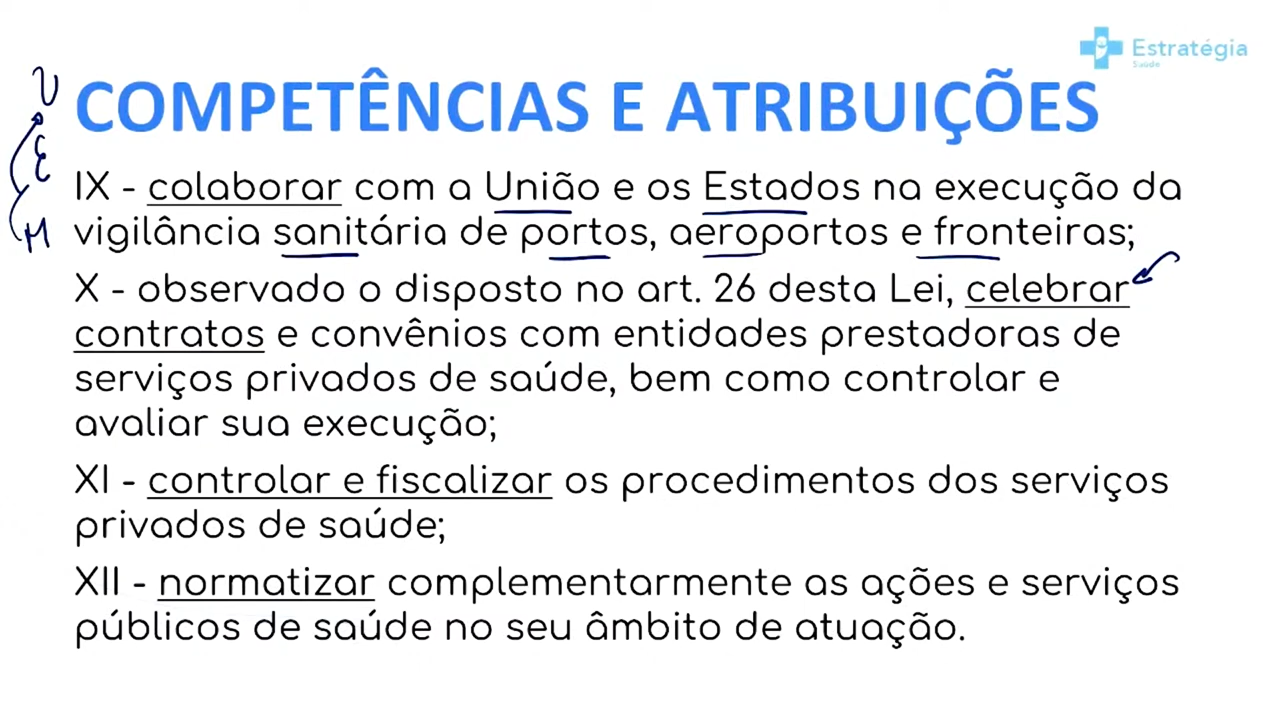 Estratégia
Saúde
U
COMPETÊNCIAS E ATRIBUIÇÕES
E
IX - colaborar com a União e os Estados na execução da
M
vigilância sanitária de portos, aeroportos e fronteiras;
X - observado o disposto no art. 26 desta Lei, celebrar
contratos e convênios com entidades prestadoras de
serviços privados de saúde, bem como controlar e
avaliar sua execução;
XI - controlar e fiscalizar os procedimentos dos serviços
privados de saúde;
XII - normatizar complementarmente as ações e serviços
públicos de saúde no seu âmbito de atuação.